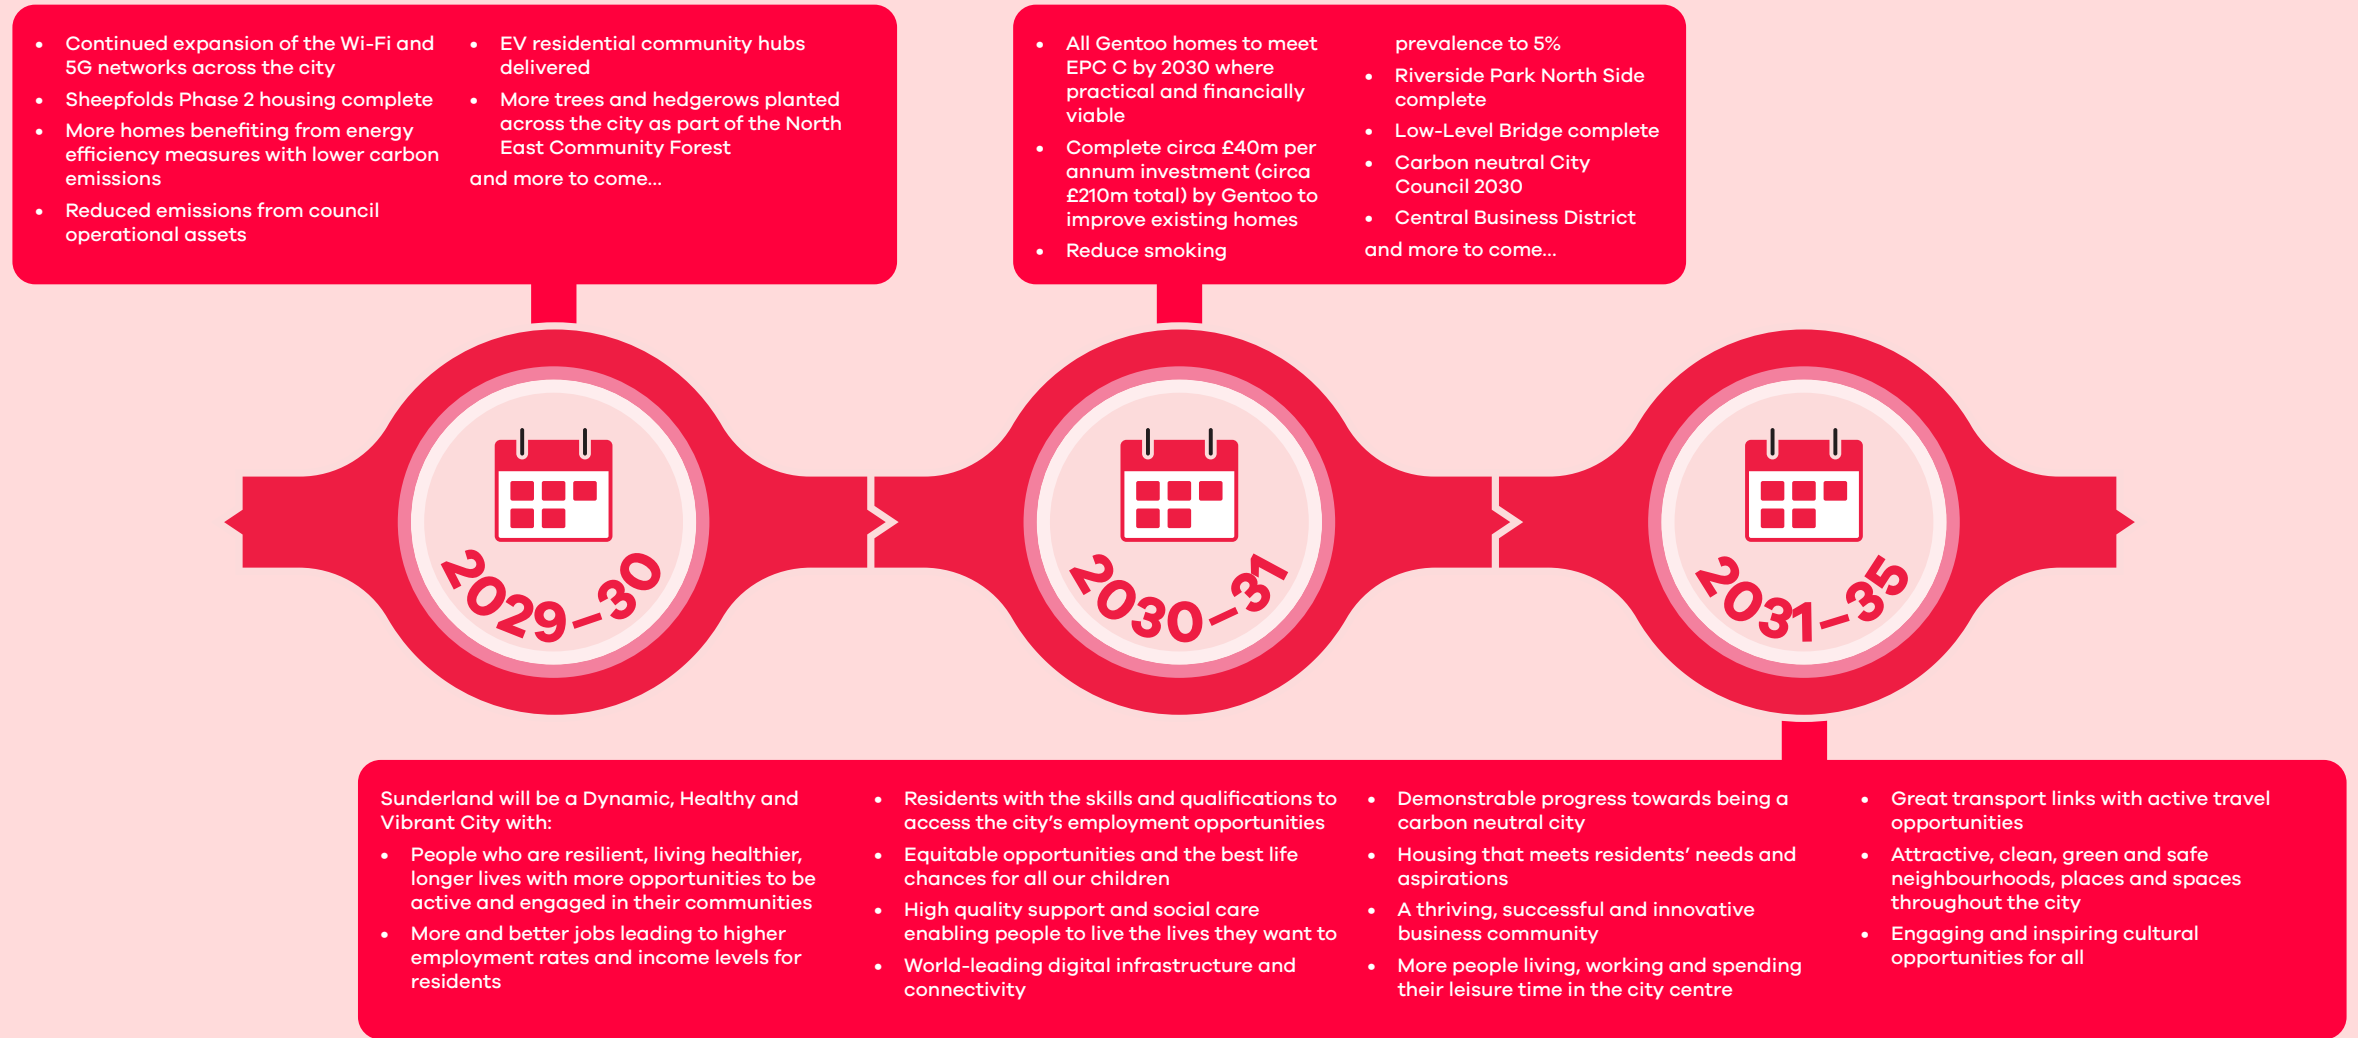 • Continued expansion of the Wi-Fi and
5G networks across the city
• Sheepfolds Phase 2 housing complete
• More homes benefiting from energy
efficiency measures with lower carbon
emissions
• Reduced emissions from council
operational assets
• EV residential community hubs
delivered
• More trees and hedgerows planted
across the city as part of the North
East Community Forest
and more to come...
• All Gentoo homes to meet
EPC C by 2030 where
practical and financially
viable
• Complete circa £40m per
annum investment (circa
£210m total) by Gentoo to
improve existing homes
• Reduce smoking
prevalence to 5%
• Riverside Park North Side
complete
• Low-Level Bridge complete
• Carbon neutral City
Council 2030
• Central Business District
and more to come...
2029–30
2030–31
2031–35
Sunderland will be a Dynamic, Healthy and
Vibrant City with:
• People who are resilient, living healthier,
longer lives with more opportunities to be
active and engaged in their communities
• More and better jobs leading to higher
employment rates and income levels for
residents
• Residents with the skills and qualifications to
access the city’s employment opportunities
• Equitable opportunities and the best life
chances for all our children
• High quality support and social care
enabling people to live the lives they want to
• World-leading digital infrastructure and
connectivity
• Demonstrable progress towards being a
carbon neutral city
• Housing that meets residents’ needs and
aspirations
• A thriving, successful and innovative
business community
• More people living, working and spending
their leisure time in the city centre
• Great transport links with active travel
opportunities
• Attractive, clean, green and safe
neighbourhoods, places and spaces
throughout the city
• Engaging and inspiring cultural
opportunities for all